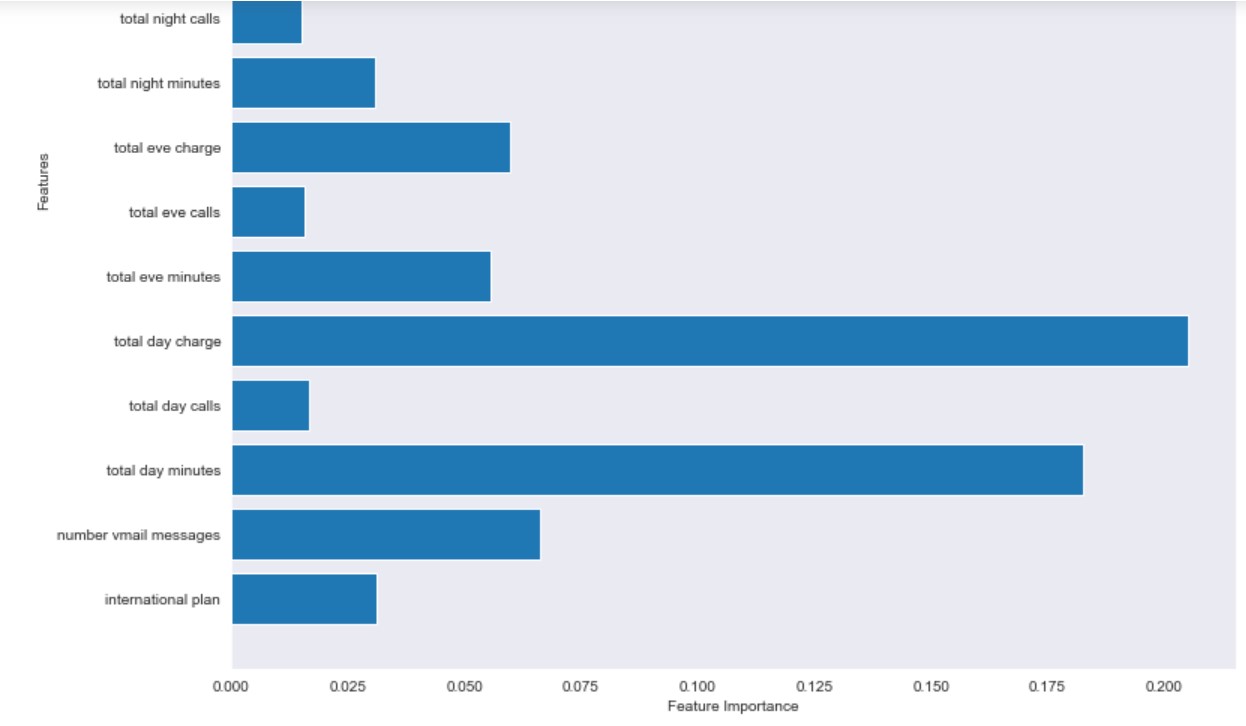 total night calls
total night minutes
total eve charge
Features
total eve calls
total eve minutes
total day charge
total day calls
total day minutes
number vmail messages
international plan
0.000 0.025 0.050 0.075 0.100 0.125 0.150 0.175 0.200
Feature Importance